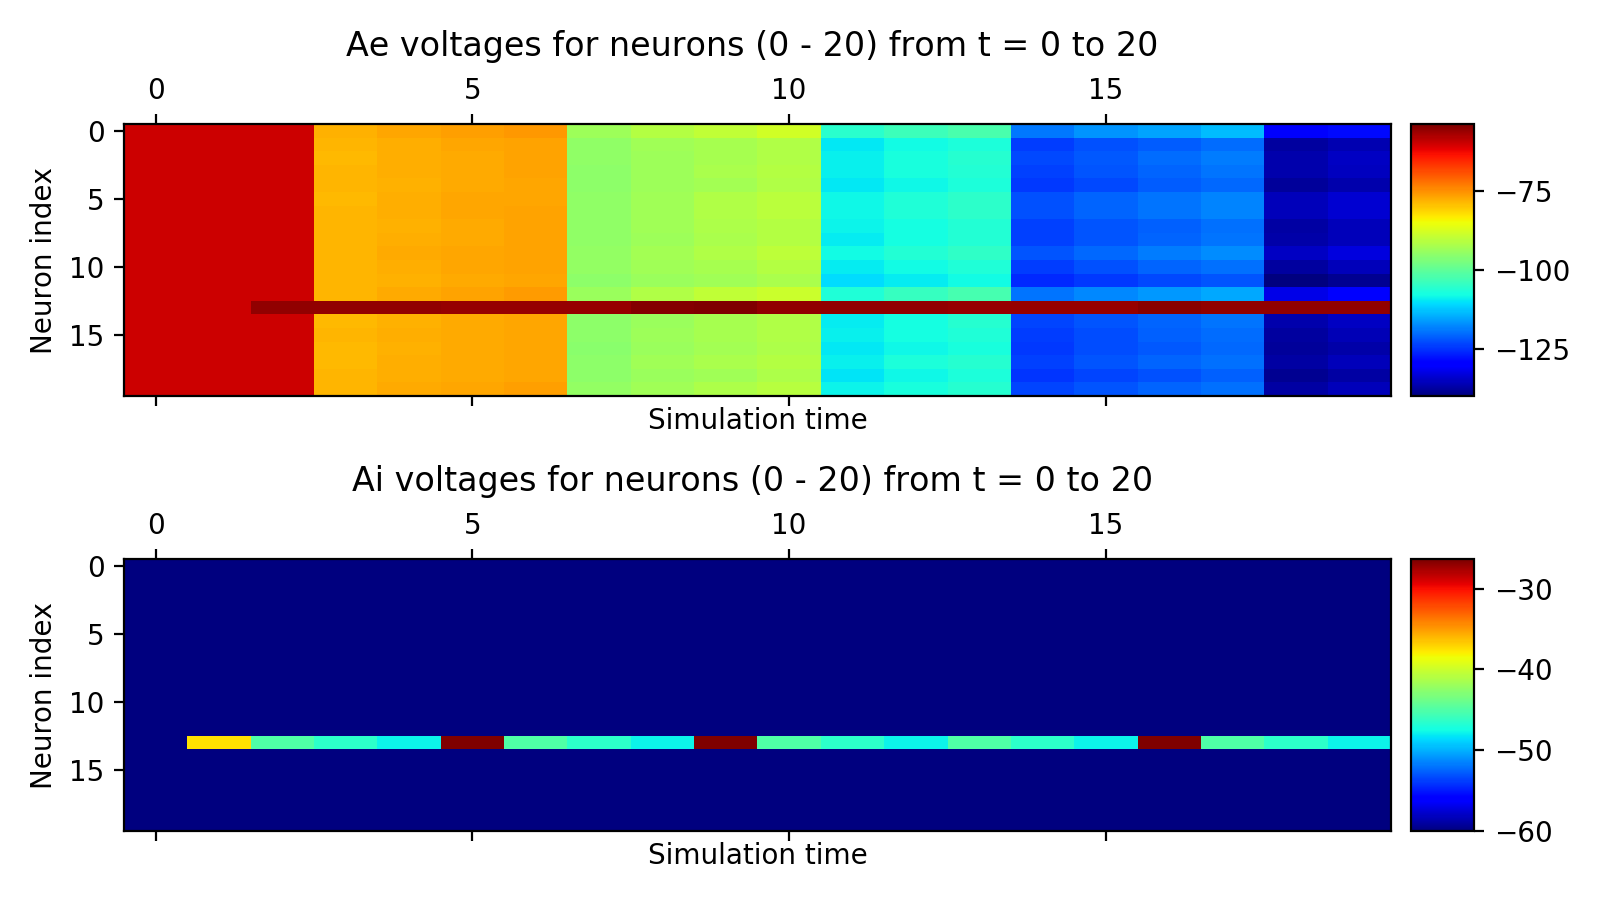 Ae voltages for neurons (0 - 20) from t = 0 to 20
0 5 10 15
Neuron index
0
5
10
15
−75
−100
−125
Simulation time
Ai voltages for neurons (0 - 20) from t = 0 to 20
0 5 10 15
Neuron index
0
5
10
15
−30
−40
−50
−60
Simulation time